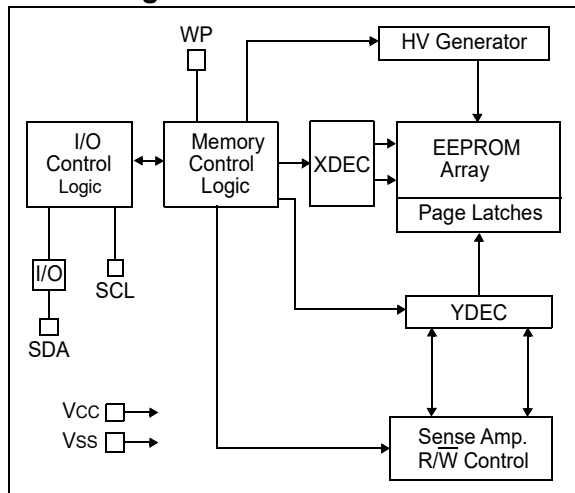 WP
HV Generator
I/O
Control
Logic
Memory
Control
Logic
XDEC
EEPROM
Array
Page Latches
I/O
SCL
SDA
YDEC
Vcc
Vss
Sense Amp.
R/W̅ Control